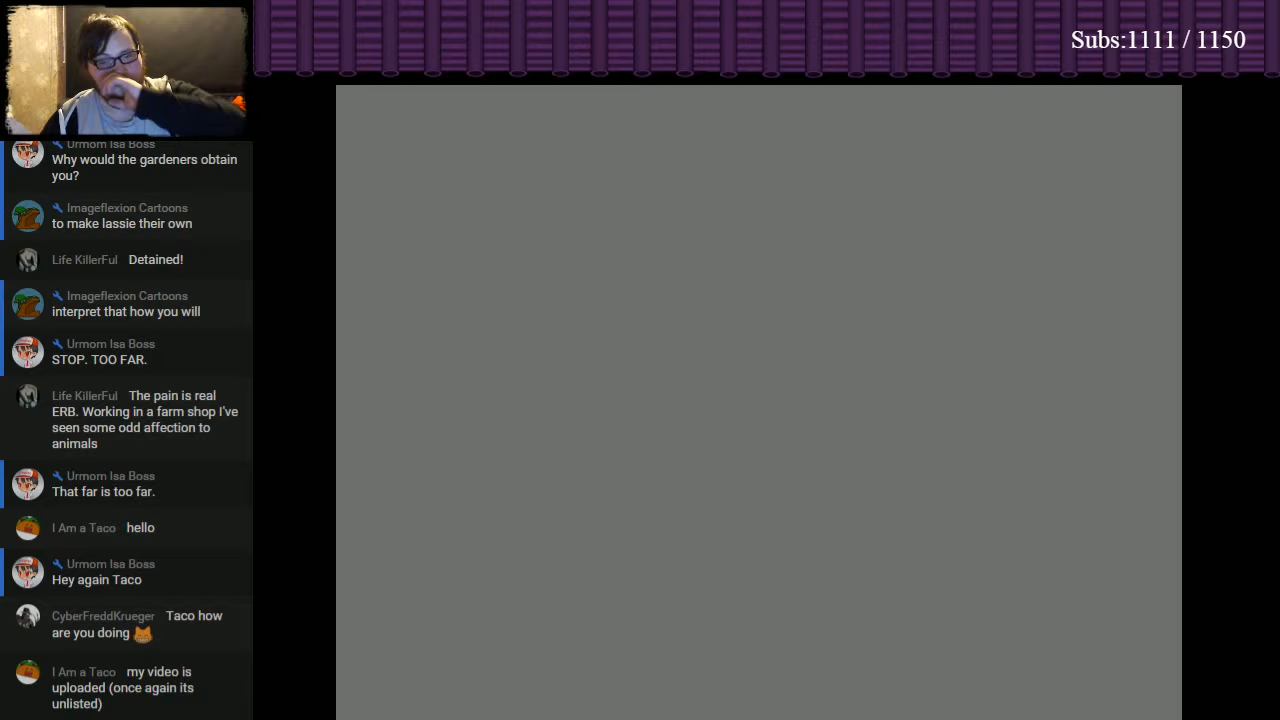 Subs:1111 / 1150
Urmom Isa Boss
Why would the gardeners obtain
you?
Imageflexion Cartoons
to make lassie their own
Life KillerFul Detained!
Imageflexion Cartoons
interpret that how you will
Urmom Isa Boss
STOP. TOO FAR.
Life KillerFul The pain is real
ERB. Working in a farm shop I've
seen some odd affection to
animals
Urmom Isa Boss
That far is too far.
I Am a Taco hello
Urmom Isa Boss
Hey again Taco
CyberFreddKrueger Taco how
are you doing
I Am a Taco my video is
uploaded (once again its
unlisted)